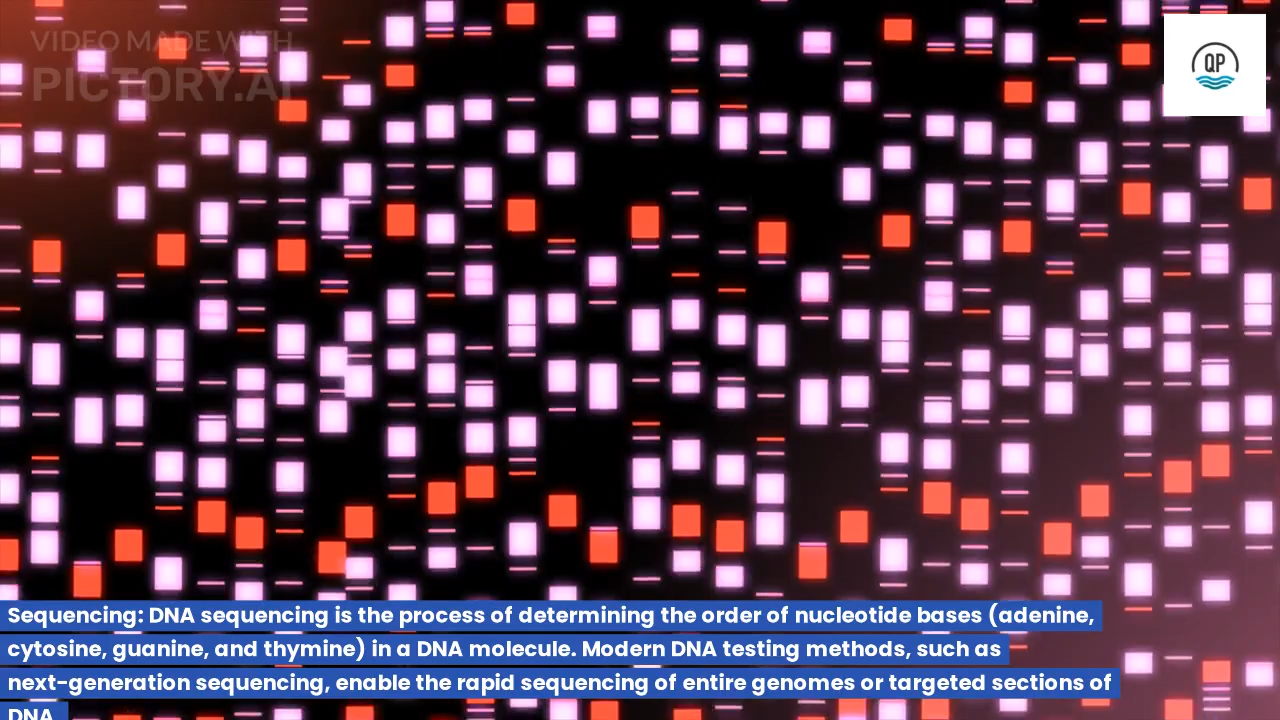 VIDEO MADE WITH
PICTORY.AI
QP
Sequencing: DNA sequencing is the process of determining the order of nucleotide bases (adenine,
cytosine, guanine, and thymine) in a DNA molecule. Modern DNA testing methods, such as
next-generation sequencing, enable the rapid sequencing of entire genomes or targeted sections of
DNA